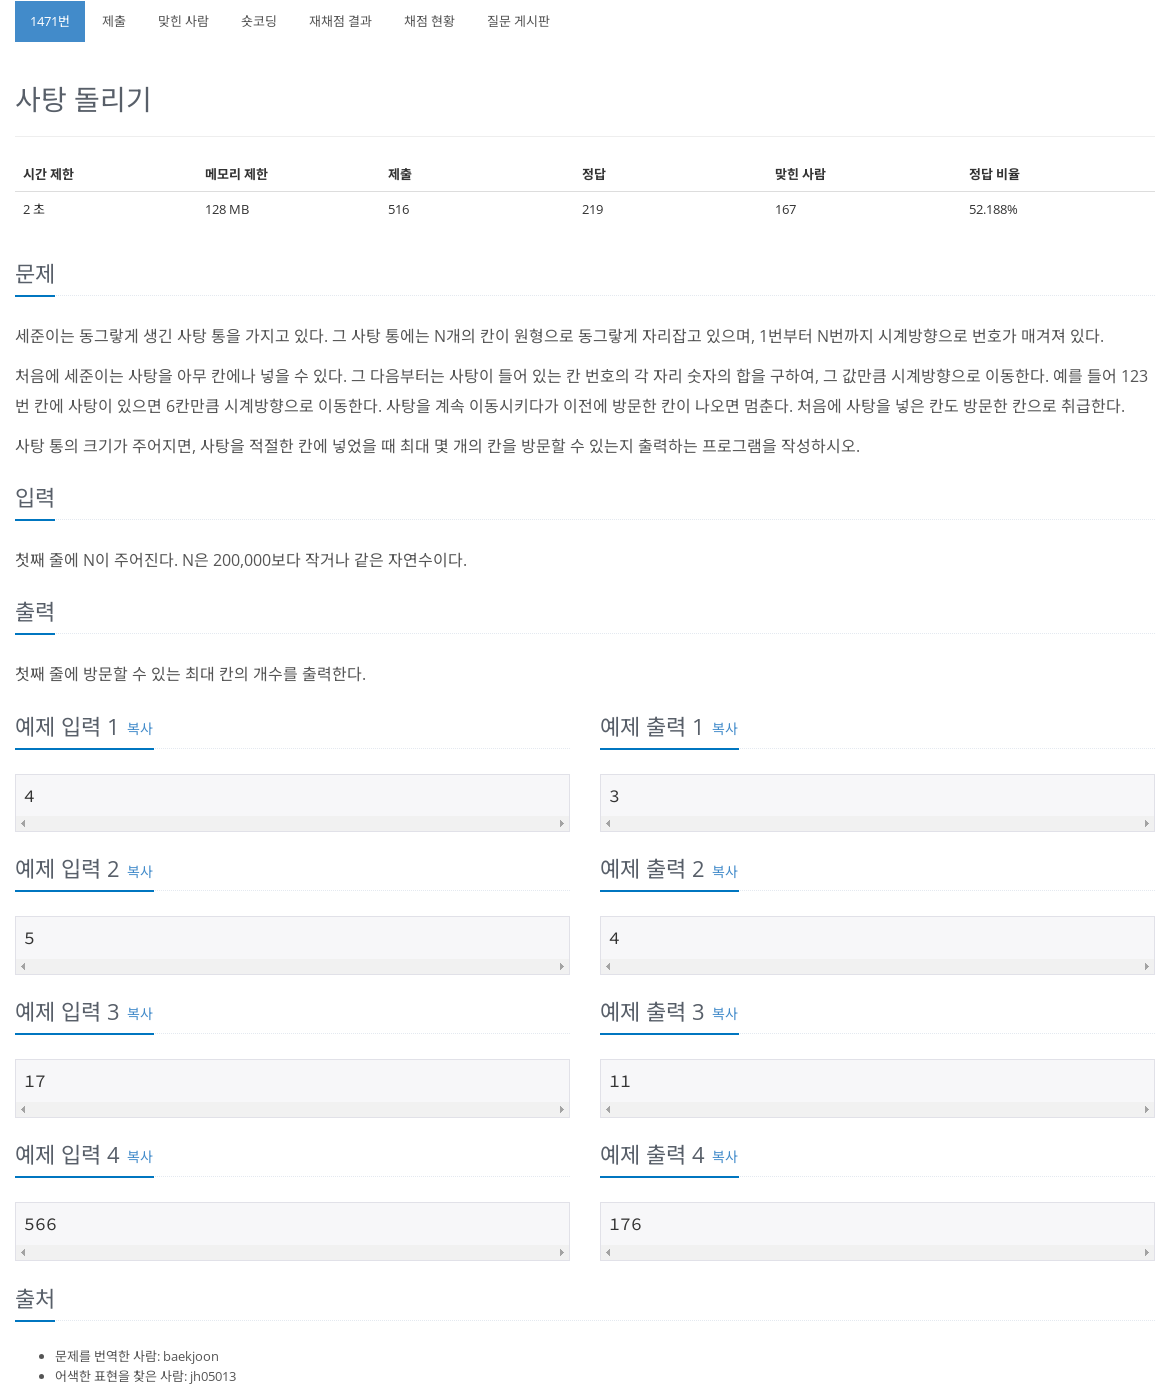 1471번 제출 맞힌 사람 숏코딩 재채점 결과 채점 현황 질문 게시판
사탕 돌리기
시간 제한 메모리 제한 제출 정답 맞힌 사람 정답 비율
2 초 128 MB 516 219 167 52.188%
문제
세준이는 동그랗게 생긴 사탕 통을 가지고 있다. 그 사탕 통에는 N개의 칸이 원형으로 동그랗게 자리잡고 있으며, 1번부터 N번까지 시계방향으로 번호가 매겨져 있다.
처음에 세준이는 사탕을 아무 칸에나 넣을 수 있다. 그 다음부터는 사탕이 들어 있는 칸 번호의 각 자리 숫자의 합을 구하여, 그 값만큼 시계방향으로 이동한다. 예를 들어 123
번 칸에 사탕이 있으면 6칸만큼 시계방향으로 이동한다. 사탕을 계속 이동시키다가 이전에 방문한 칸이 나오면 멈춘다. 처음에 사탕을 넣은 칸도 방문한 칸으로 취급한다.
사탕 통의 크기가 주어지면, 사탕을 적절한 칸에 넣었을 때 최대 몇 개의 칸을 방문할 수 있는지 출력하는 프로그램을 작성하시오.
입력
첫째 줄에 N이 주어진다. N은 200,000보다 작거나 같은 자연수이다.
출력
첫째 줄에 방문할 수 있는 최대 칸의 개수를 출력한다.
예제 입력 1 복사 예제 출력 1 복사
4 3
예제 입력 2 복사 예제 출력 2 복사
5 4
예제 입력 3 복사 예제 출력 3 복사
17 11
예제 입력 4 복사 예제 출력 4 복사
566 176
출처
문제를 번역한 사람: baekjoon
어색한 표현을 찾은 사람: jh05013